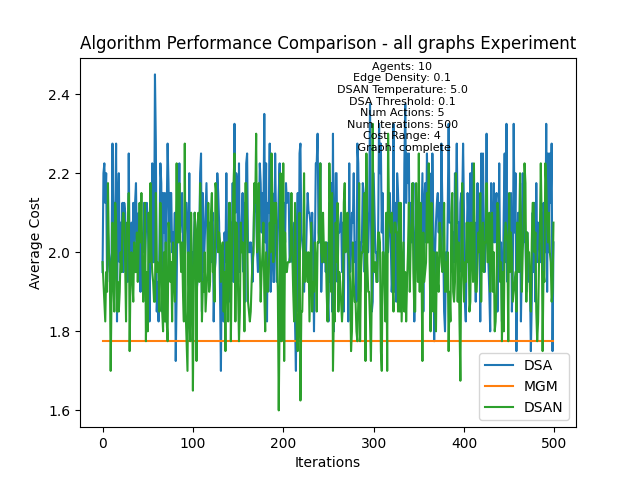 Algorithm Performance Comparison - all graphs Experiment
Agents: 10
Edge Density: 0.1
DSAN Temperature: 5.0
DSA Threshold: 0.1
Num Actions: 5
Num Iterations: 500
Cost Range: 4
Graph: complete
Average Cost
2.4
2.2
2.0
1.8
1.6
0
100
200
300
400
500
Iterations
DSA
MGM
DSAN